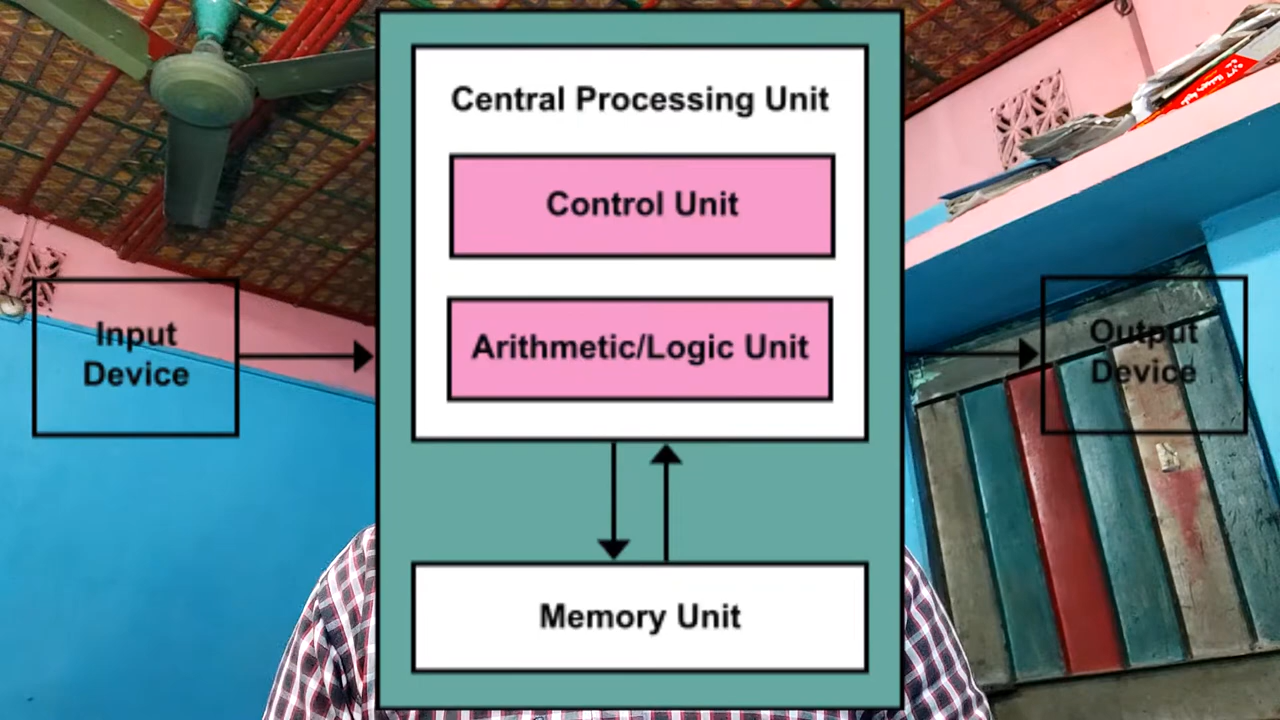 Central Processing Unit
Control Unit
Input
Device
Arithmetic/Logic Unit
Output
Device
Memory Unit